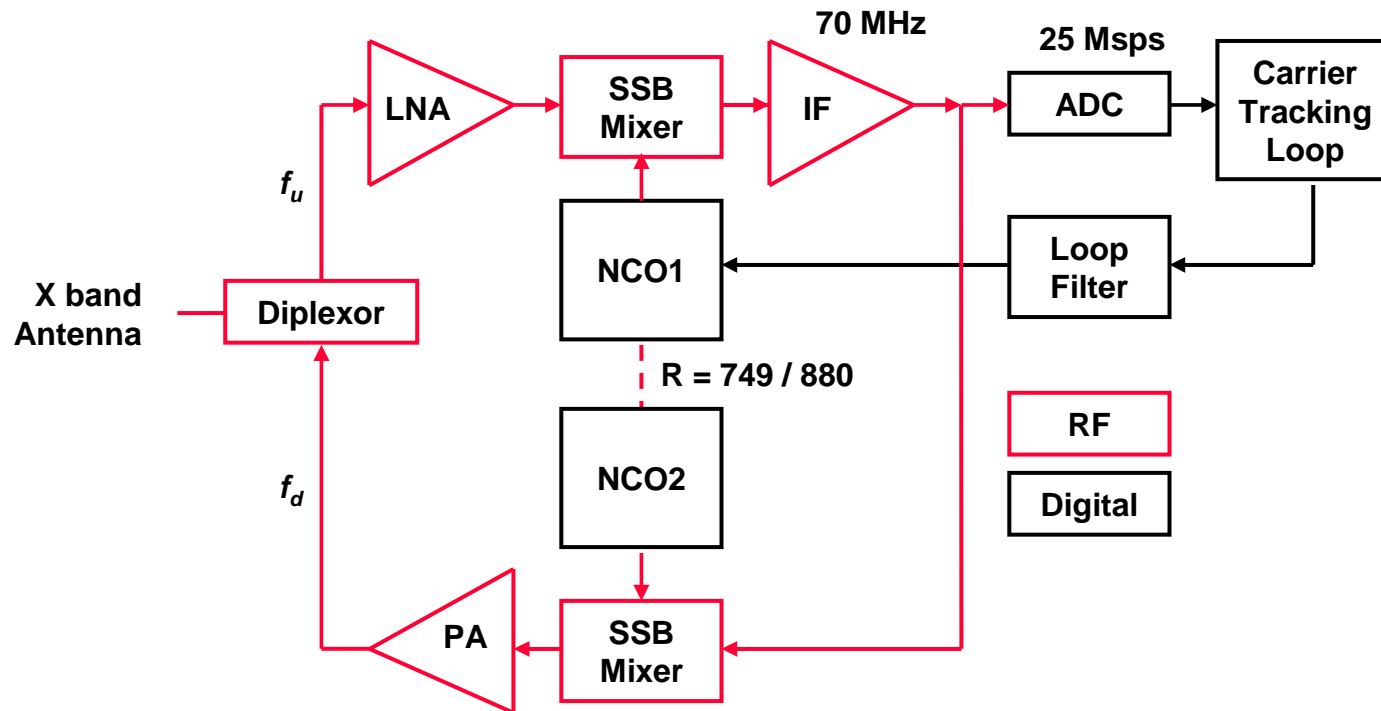 70 MHz
25 Msps
LNA
SSB
Mixer
IF
ADC
Carrier
Tracking
Loop
f_u
NCO1
Loop
Filter
X band
Antenna
Diplexor
R = 749 / 880
RF
NCO2
f_d
Digital
PA
SSB
Mixer